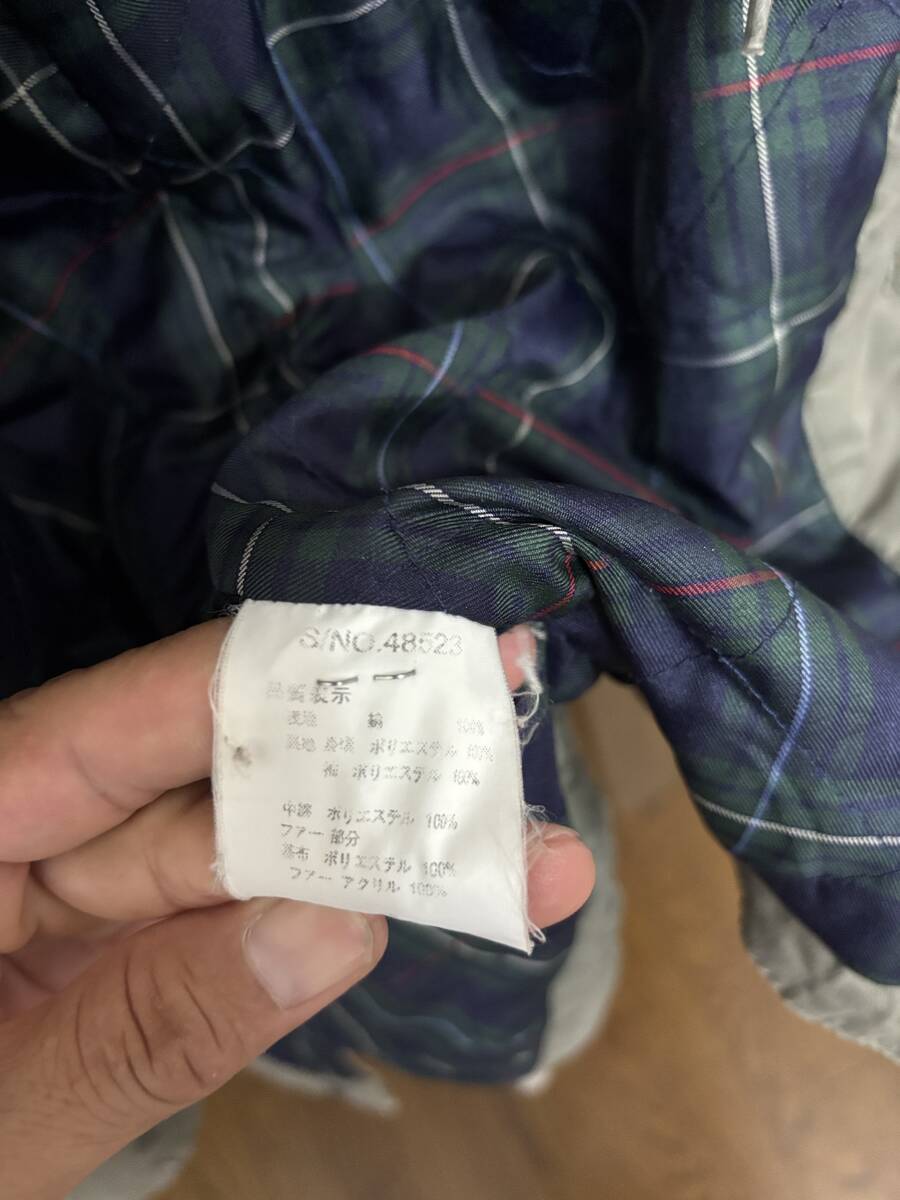 S/NO.48523
品質表示
表地 綿 100%
裏地 身頃 ポリエステル 100%
袖 ポリエステル 100%
中綿 ポリエステル 100%
ファー部分
基布 ポリエステル 100%
ファー アクリル 100%